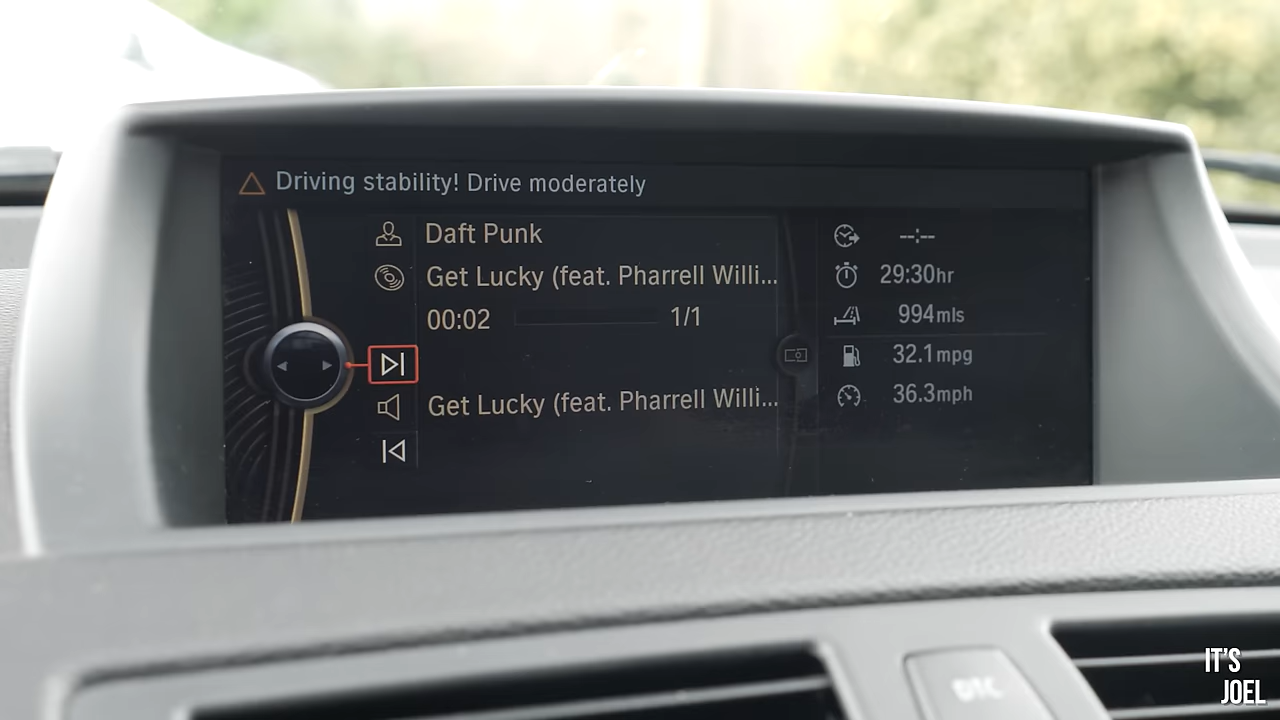 Driving stability! Drive moderately
Daft Punk
Get Lucky (feat. Pharrell Willi...
00:02 1/1
Get Lucky (feat. Pharrell Willi...
--:--
29:30hr
994mls
32.1mpg
36.3mph
DTC
IT'S
JOEL